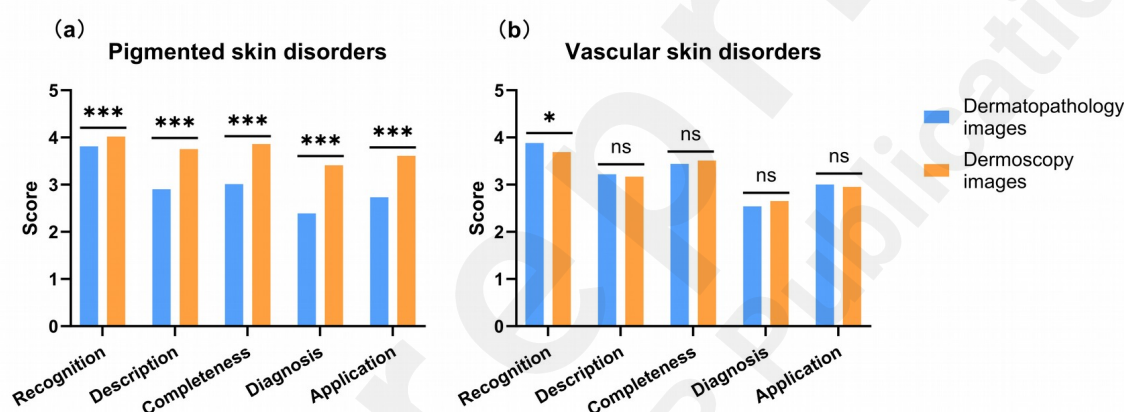 (a)
Pigmented skin disorders
5
4
3
2
1
0
Score
***
***
***
***
***
Recognition
Description
Completeness
Diagnosis
Application
(b)
Vascular skin disorders
5
4
3
2
1
0
Score
*
ns
ns
ns
ns
Recognition
Description
Completeness
Diagnosis
Application
Dermatopathology
images
Dermoscopy
images